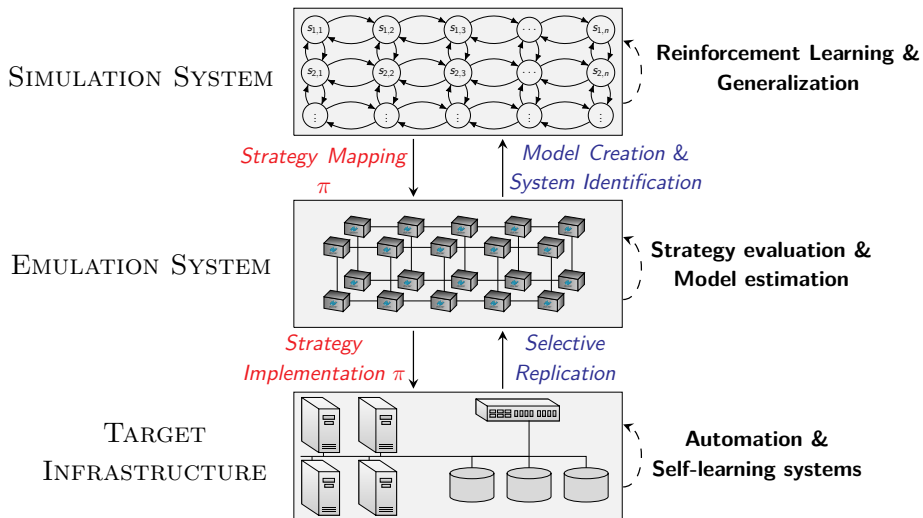 s1,1 s1,2 s1,3 ... s1,n
s2,1 s2,2 s2,3 ... s2,n
⋮ ⋮ ⋮ ⋮ ⋮
SIMULATION SYSTEM
Reinforcement Learning &
Generalization
Strategy Mapping
π
Model Creation &
System Identification
EMULATION SYSTEM
Strategy evaluation &
Model estimation
Strategy
Implementation π
Selective
Replication
TARGET
INFRASTRUCTURE
Automation &
Self-learning systems